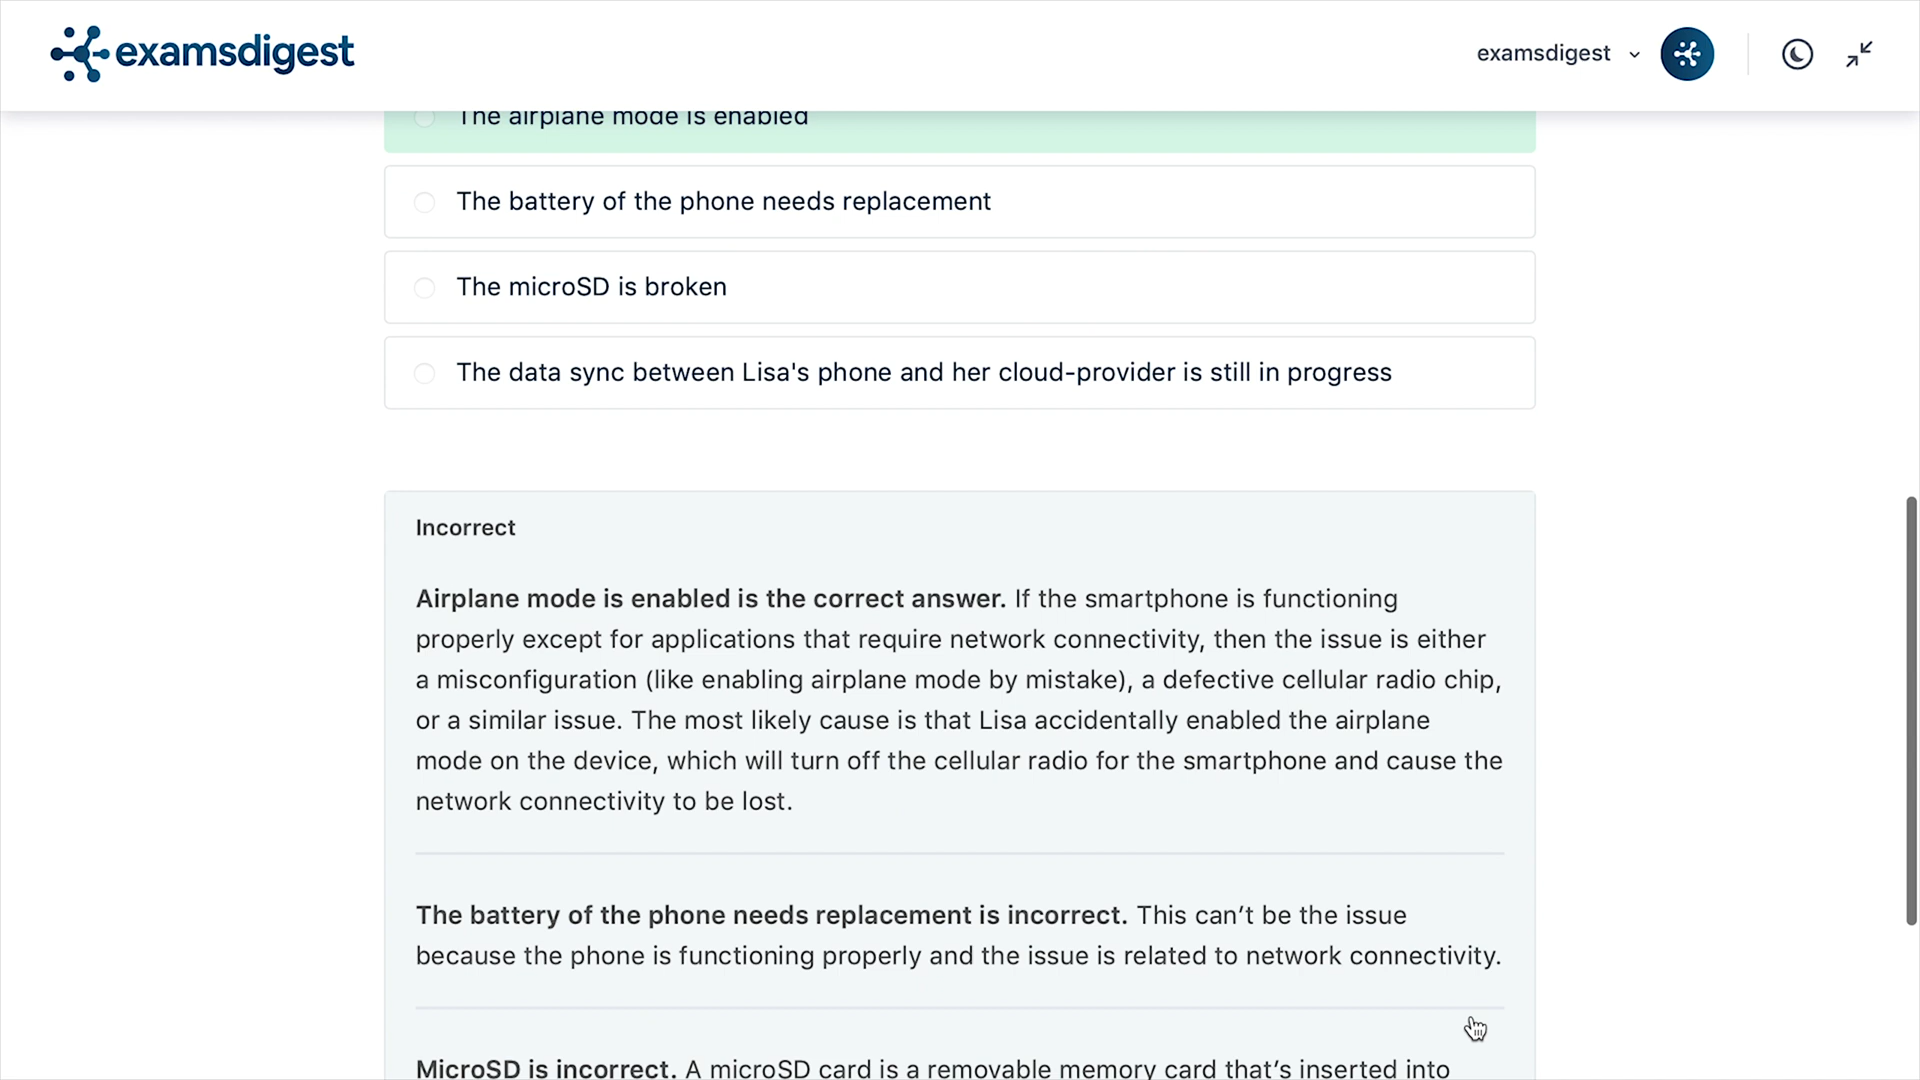 examsdigest
examsdigest
The airplane mode is enabled
The battery of the phone needs replacement
The microSD is broken
The data sync between Lisa's phone and her cloud-provider is still in progress
Incorrect
Airplane mode is enabled is the correct answer. If the smartphone is functioning
properly except for applications that require network connectivity, then the issue is either
a misconfiguration (like enabling airplane mode by mistake), a defective cellular radio chip,
or a similar issue. The most likely cause is that Lisa accidentally enabled the airplane
mode on the device, which will turn off the cellular radio for the smartphone and cause the
network connectivity to be lost.
The battery of the phone needs replacement is incorrect. This can’t be the issue
because the phone is functioning properly and the issue is related to network connectivity.
MicroSD is incorrect. A microSD card is a removable memory card that’s inserted into